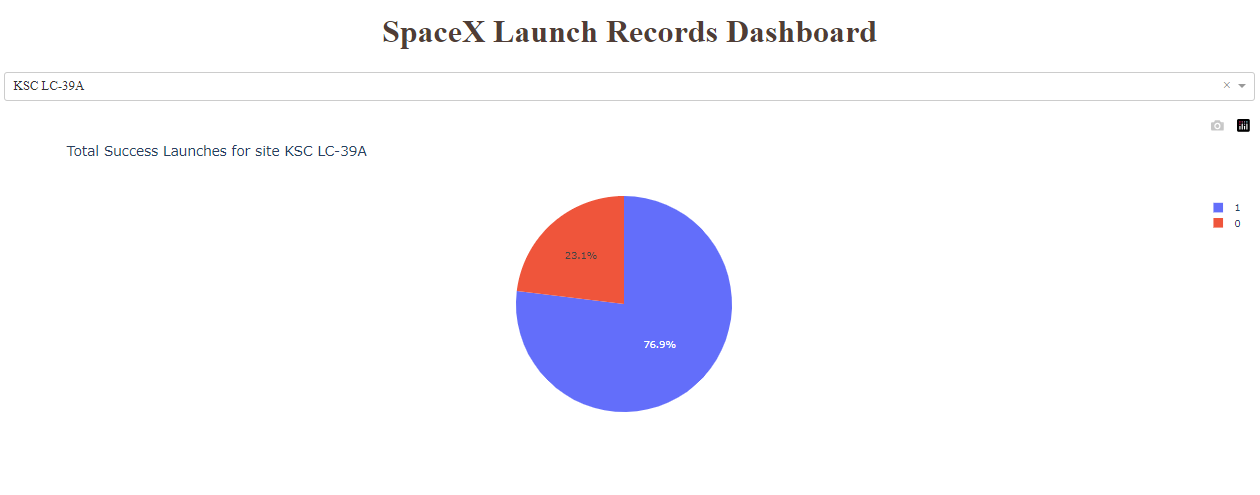 SpaceX Launch Records Dashboard
KSC LC-39A
Total Success Launches for site KSC LC-39A
1
0
23.1%
76.9%